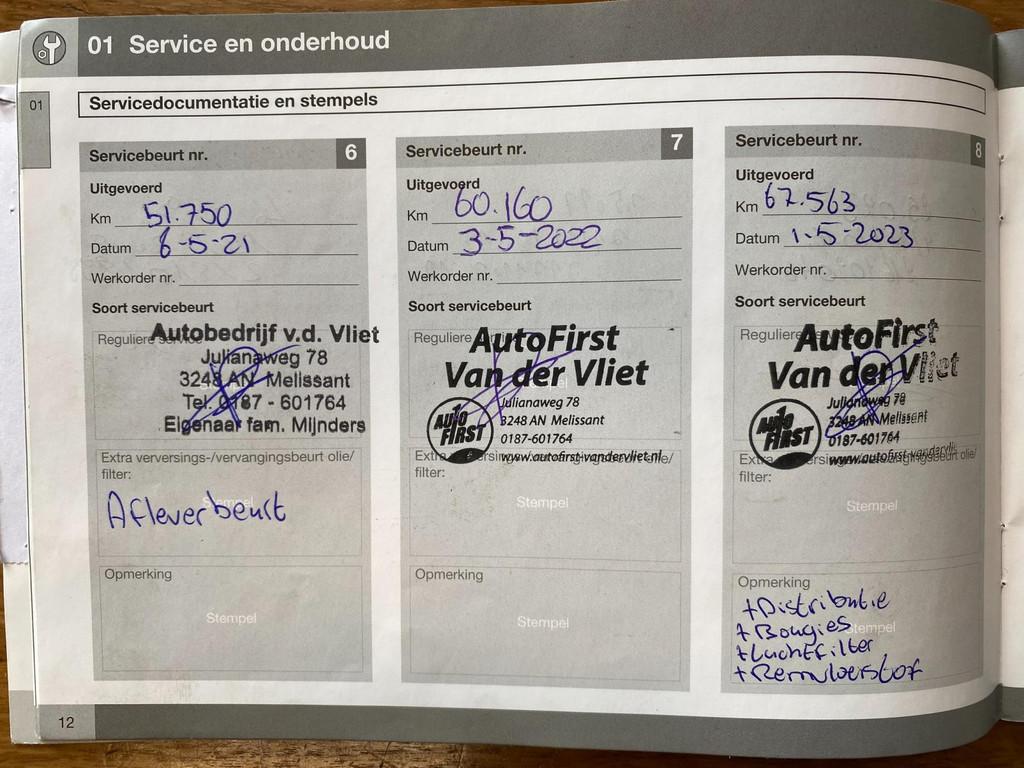 01 Service en onderhoud
01
Servicedocumentatie en stempels
Servicebeurt nr. 6
Uitgevoerd
Km 51.750
Datum 6-5-21
Werkorder nr.
Soort servicebeurt
Reguliere service
Autobedrijf v.d. Vliet
Julianaweg 78
3248 AN Melissant
Tel. 0187 - 601764
Eigenaar fam. Mijnders
Extra verversings-/vervangingsbeurt olie/
filter:
Stempel
Afleverbeurt
Opmerking
Stempel
Servicebeurt nr. 7
Uitgevoerd
Km 60.160
Datum 3-5-2022
Werkorder nr.
Soort servicebeurt
Reguliere
AutoFirst
Van der Vliet
AUTO FIRST
Julianaweg 78
3248 AN Melissant
0187-601764
www.autofirst-vandervliet.nl
filter:
Stempel
Opmerking
Stempel
Servicebeurt nr. 8
Uitgevoerd
Km 67.563
Datum 1-5-2023
Werkorder nr.
Soort servicebeurt
Reguliere
AutoFirst
Van der Vliet
AUTO FIRST
Julianaweg 78
3248 AN Melissant
0187-601764
filter:
Stempel
Opmerking
+ Distributie
+ Bougies
Stempel
+ Luchtfilter
+ Remvloeistof
12